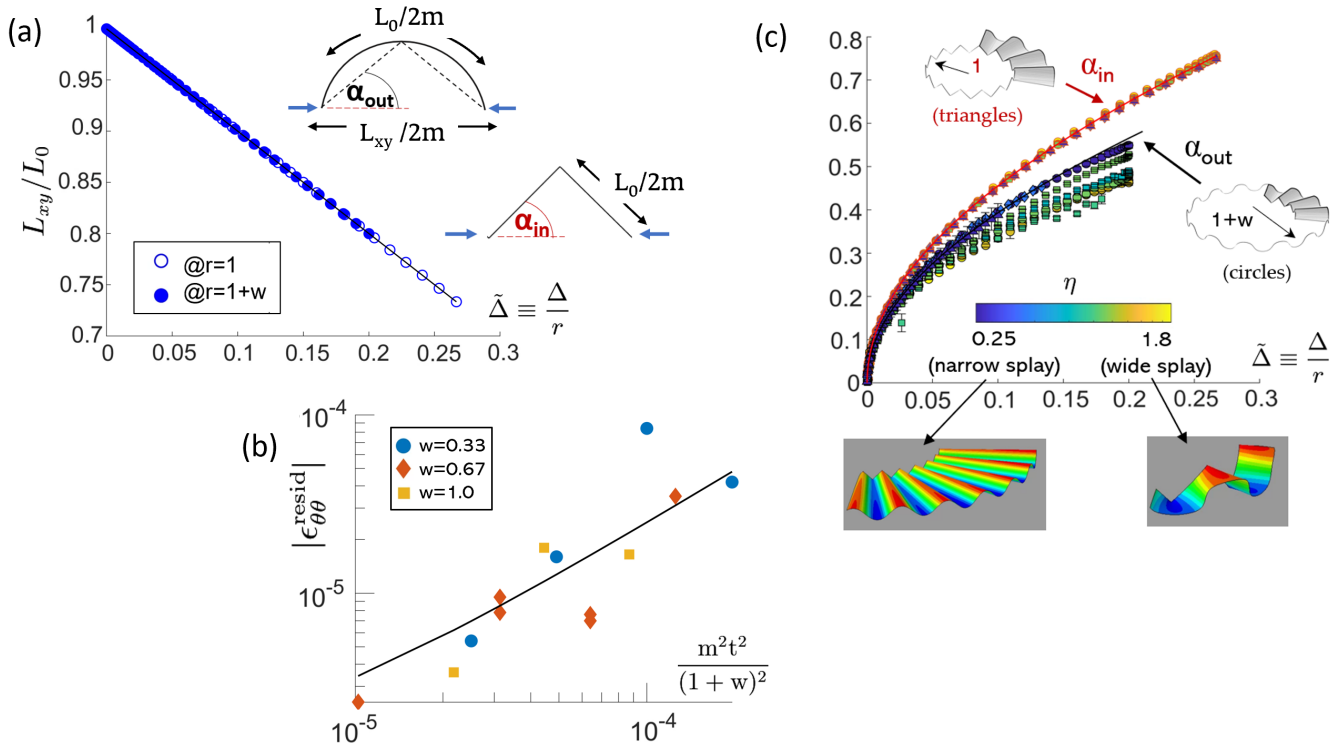 (a)
L_xy/L_0
1
0.95
0.9
0.85
0.8
0.75
0.7
0
0.05
0.1
0.15
0.2
0.25
0.3
@r=1
@r=1+w
L_0/2m
α_out
L_xy/2m
L_0/2m
α_in
Δ̃ ≡ Δ/r
(b)
|ϵ_θθ^resid|
10^-4
10^-5
10^-5
10^-4
w=0.33
w=0.67
w=1.0
m²t²/(1 + w)²
(c)
0.8
0.7
0.6
0.5
0.4
0.3
0.2
0.1
0
0
0.05
0.1
0.15
0.2
0.25
0.3
1
(triangles)
α_in
α_out
1+w
(circles)
η
0.25
1.8
(narrow splay)
(wide splay)
Δ̃ ≡ Δ/r